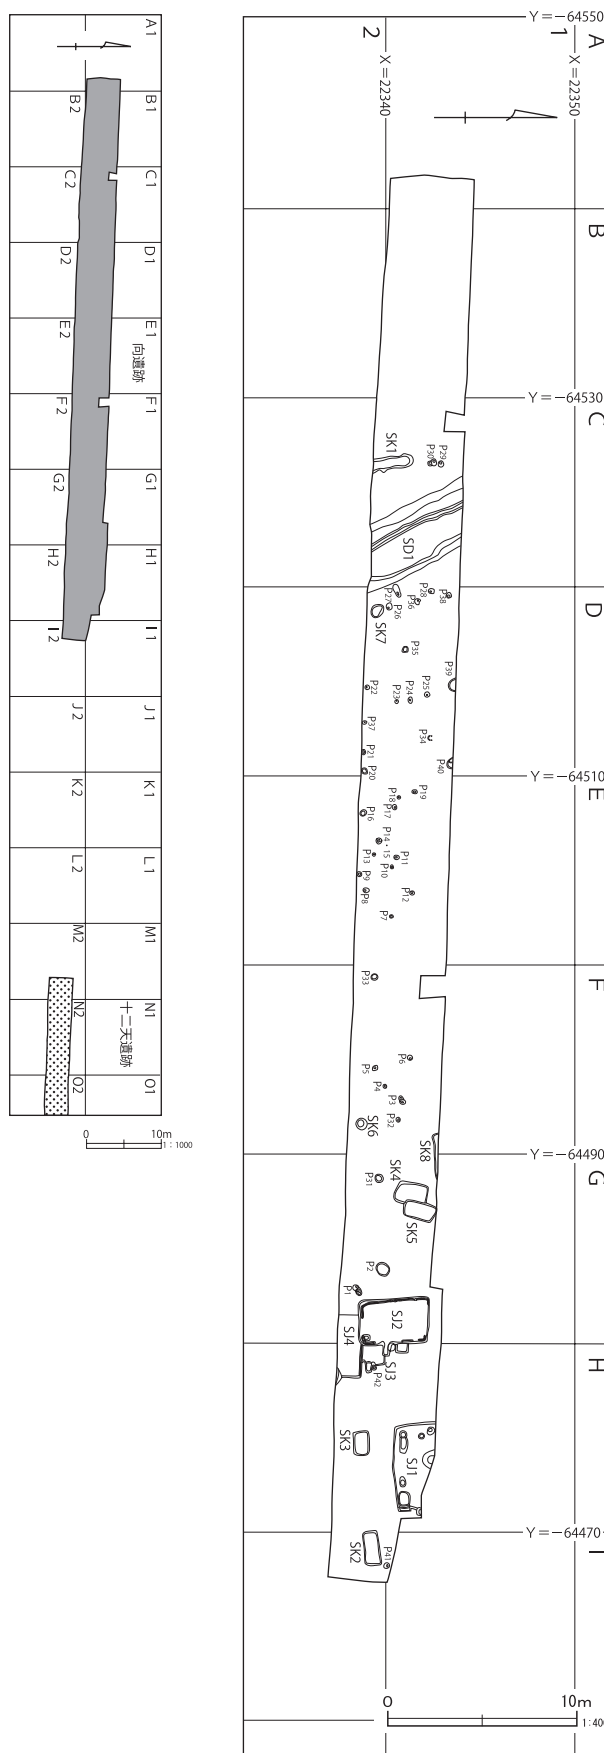 A1
B2
B1
C2
C1
D2
D1
E2
E1
向遺跡
F2
F1
G2
G1
H2
H1
I2
I1
J2
J1
K2
K1
L2
L1
M2
M1
N2
N1
十二天遺跡
O2
O1
0
10m
1:1000
Y=-64550
2
1
A
X=22340
X=22350
B
Y=-64530
C
SK1
P30
P29
SD1
D
P27
P26
P36
P28
P38
SK7
P35
P39
P22
P23
P24
P25
P37
P34
P21
P20
P40
Y=-64510
E
P18
P19
P17
P16
P14・15
P13
P11
P10
P9
P8
P12
P7
F
P33
P6
P5
P4
P3
P32
SK6
SK8
Y=-64490
G
P31
SK4
SK5
P2
P1
SJ2
SJ4
SJ3
H
P42
SK3
SJ1
Y=-64470
I
SK2
P41
0
10m